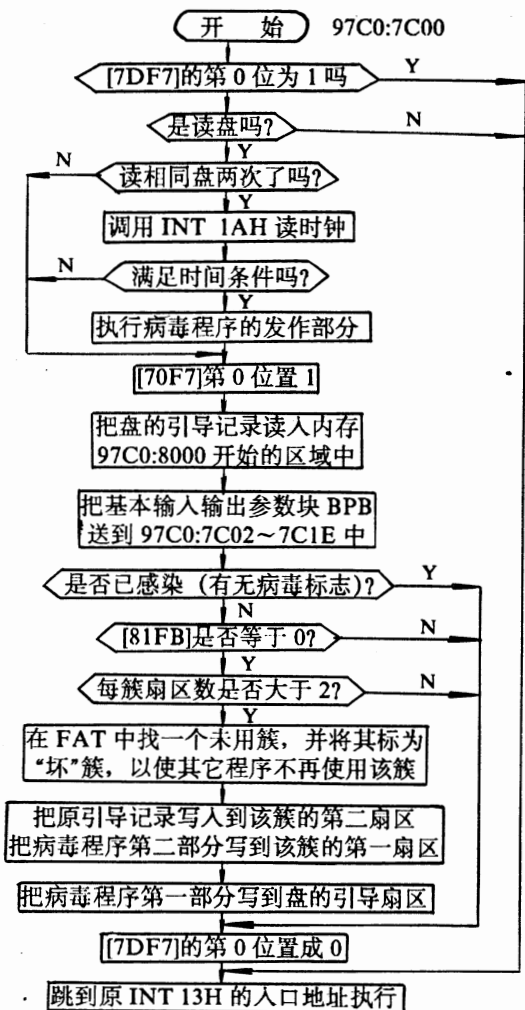 开 始 97C0:7C00
[7DF7]的第 0 位为 1 吗 Y
是读盘吗? N
Y
N 读相同盘两次了吗?
Y
调用 INT 1AH 读时钟
N 满足时间条件吗?
Y
执行病毒程序的发作部分
[70F7]第 0 位置 1
把盘的引导记录读入内存
97C0:8000 开始的区域中
把基本输入输出参数块 BPB
送到 97C0:7C02～7C1E 中
是否已感染 (有无病毒标志)? Y
N
[81FB]是否等于 0? N
Y
每簇扇区数是否大于 2? N
Y
在 FAT 中找一个未用簇，并将其标为
“坏”簇，以使其它程序不再使用该簇
把原引导记录写入到该簇的第二扇区
把病毒程序第二部分写到该簇的第一扇区
把病毒程序第一部分写到盘的引导扇区
[7DF7]的第 0 位置成 0
跳到原 INT 13H 的入口地址执行